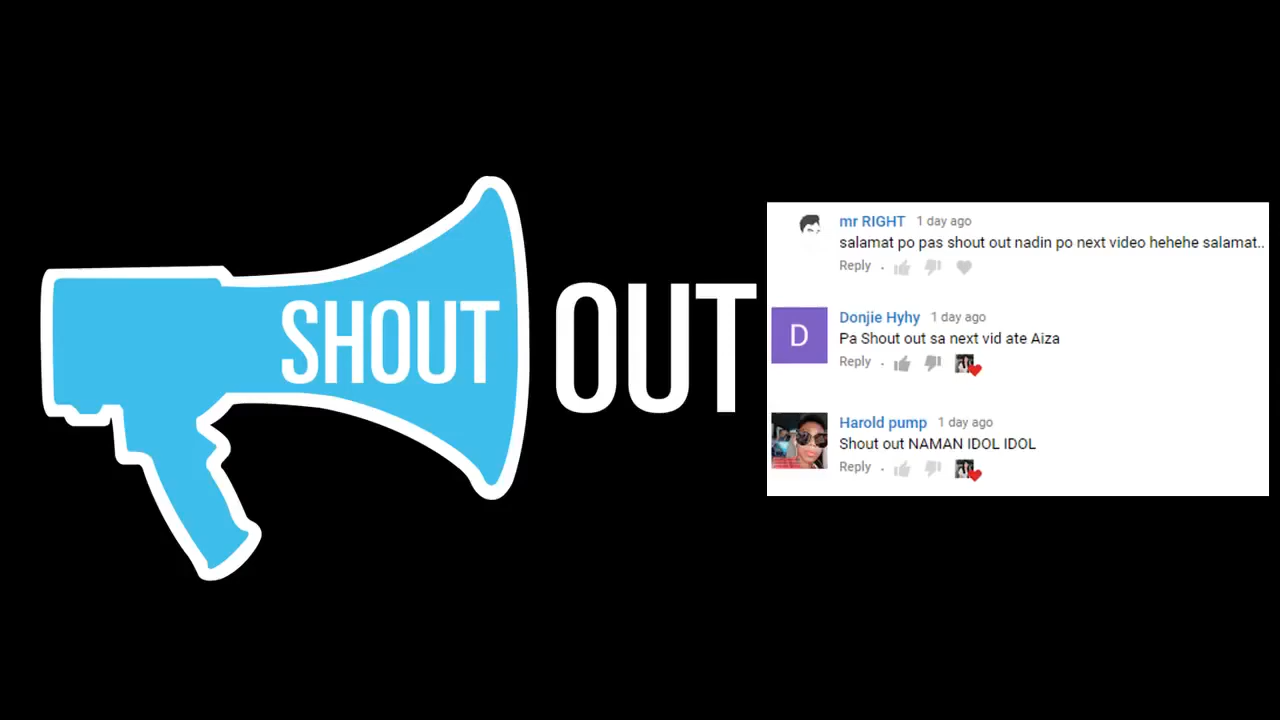 SHOUT OUT
mr RIGHT 1 day ago
salamat po pas shout out nadin po next video hehehe salamat..
Reply
D
Donjie Hyhy 1 day ago
Pa Shout out sa next vid ate Aiza
Reply
Harold pump 1 day ago
Shout out NAMAN IDOL IDOL
Reply